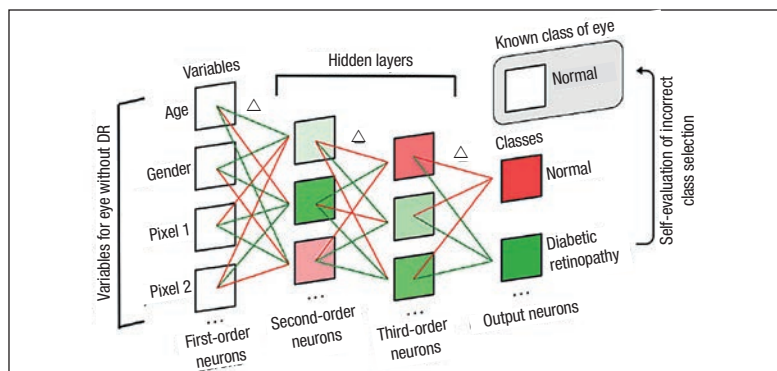 Known class of eye
Normal
Hidden layers
Variables
Variables for eye without DR
Age
Gender
Pixel 1
Pixel 2
...
First-order
neurons
△
...
Second-order
neurons
△
...
Third-order
neurons
△
Classes
Normal
Diabetic
retinopathy
...
Output neurons
Self-evaluation of incorrect
class selection